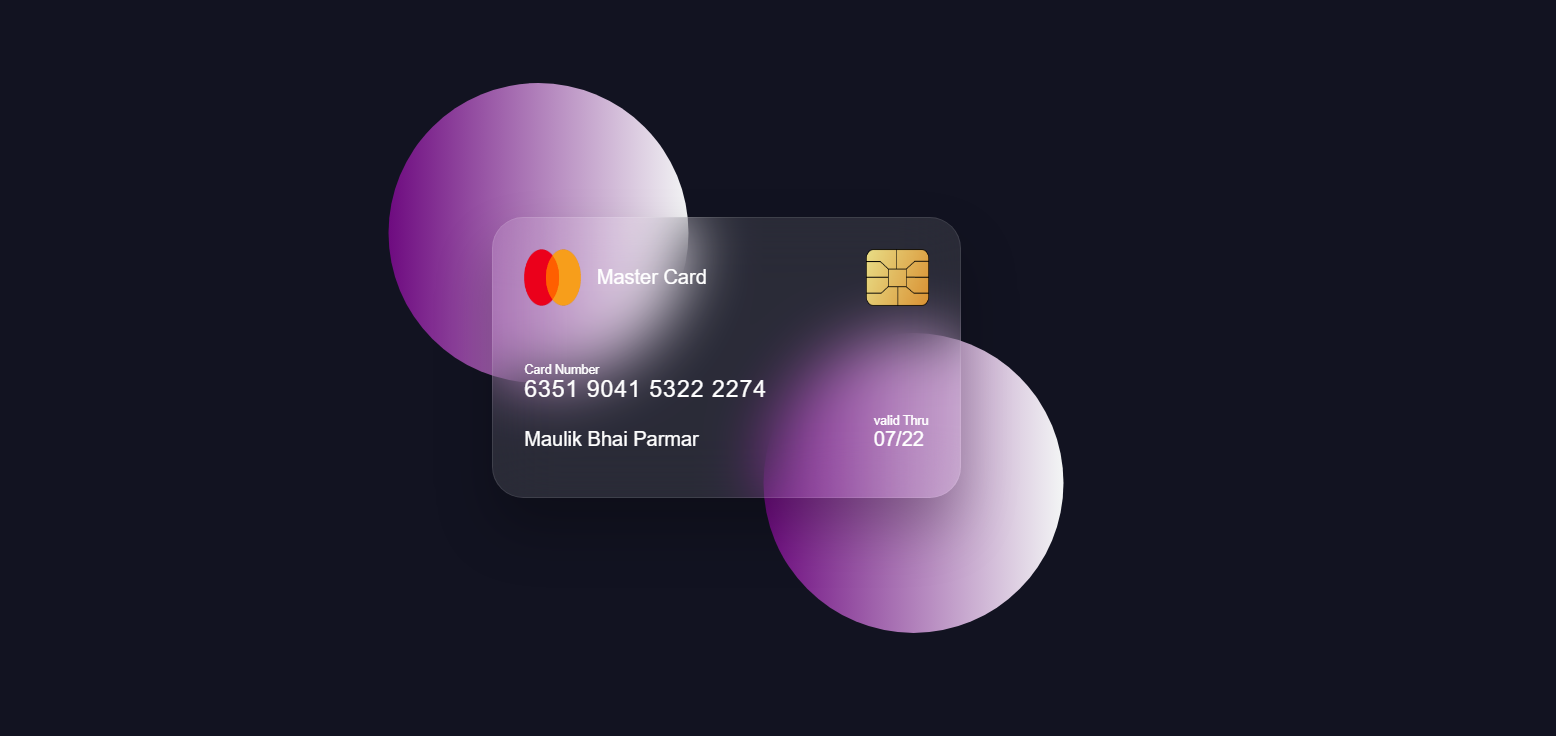 Master Card
Card Number
6351 9041 5322 2274
valid Thru
Maulik Bhai Parmar
07/22